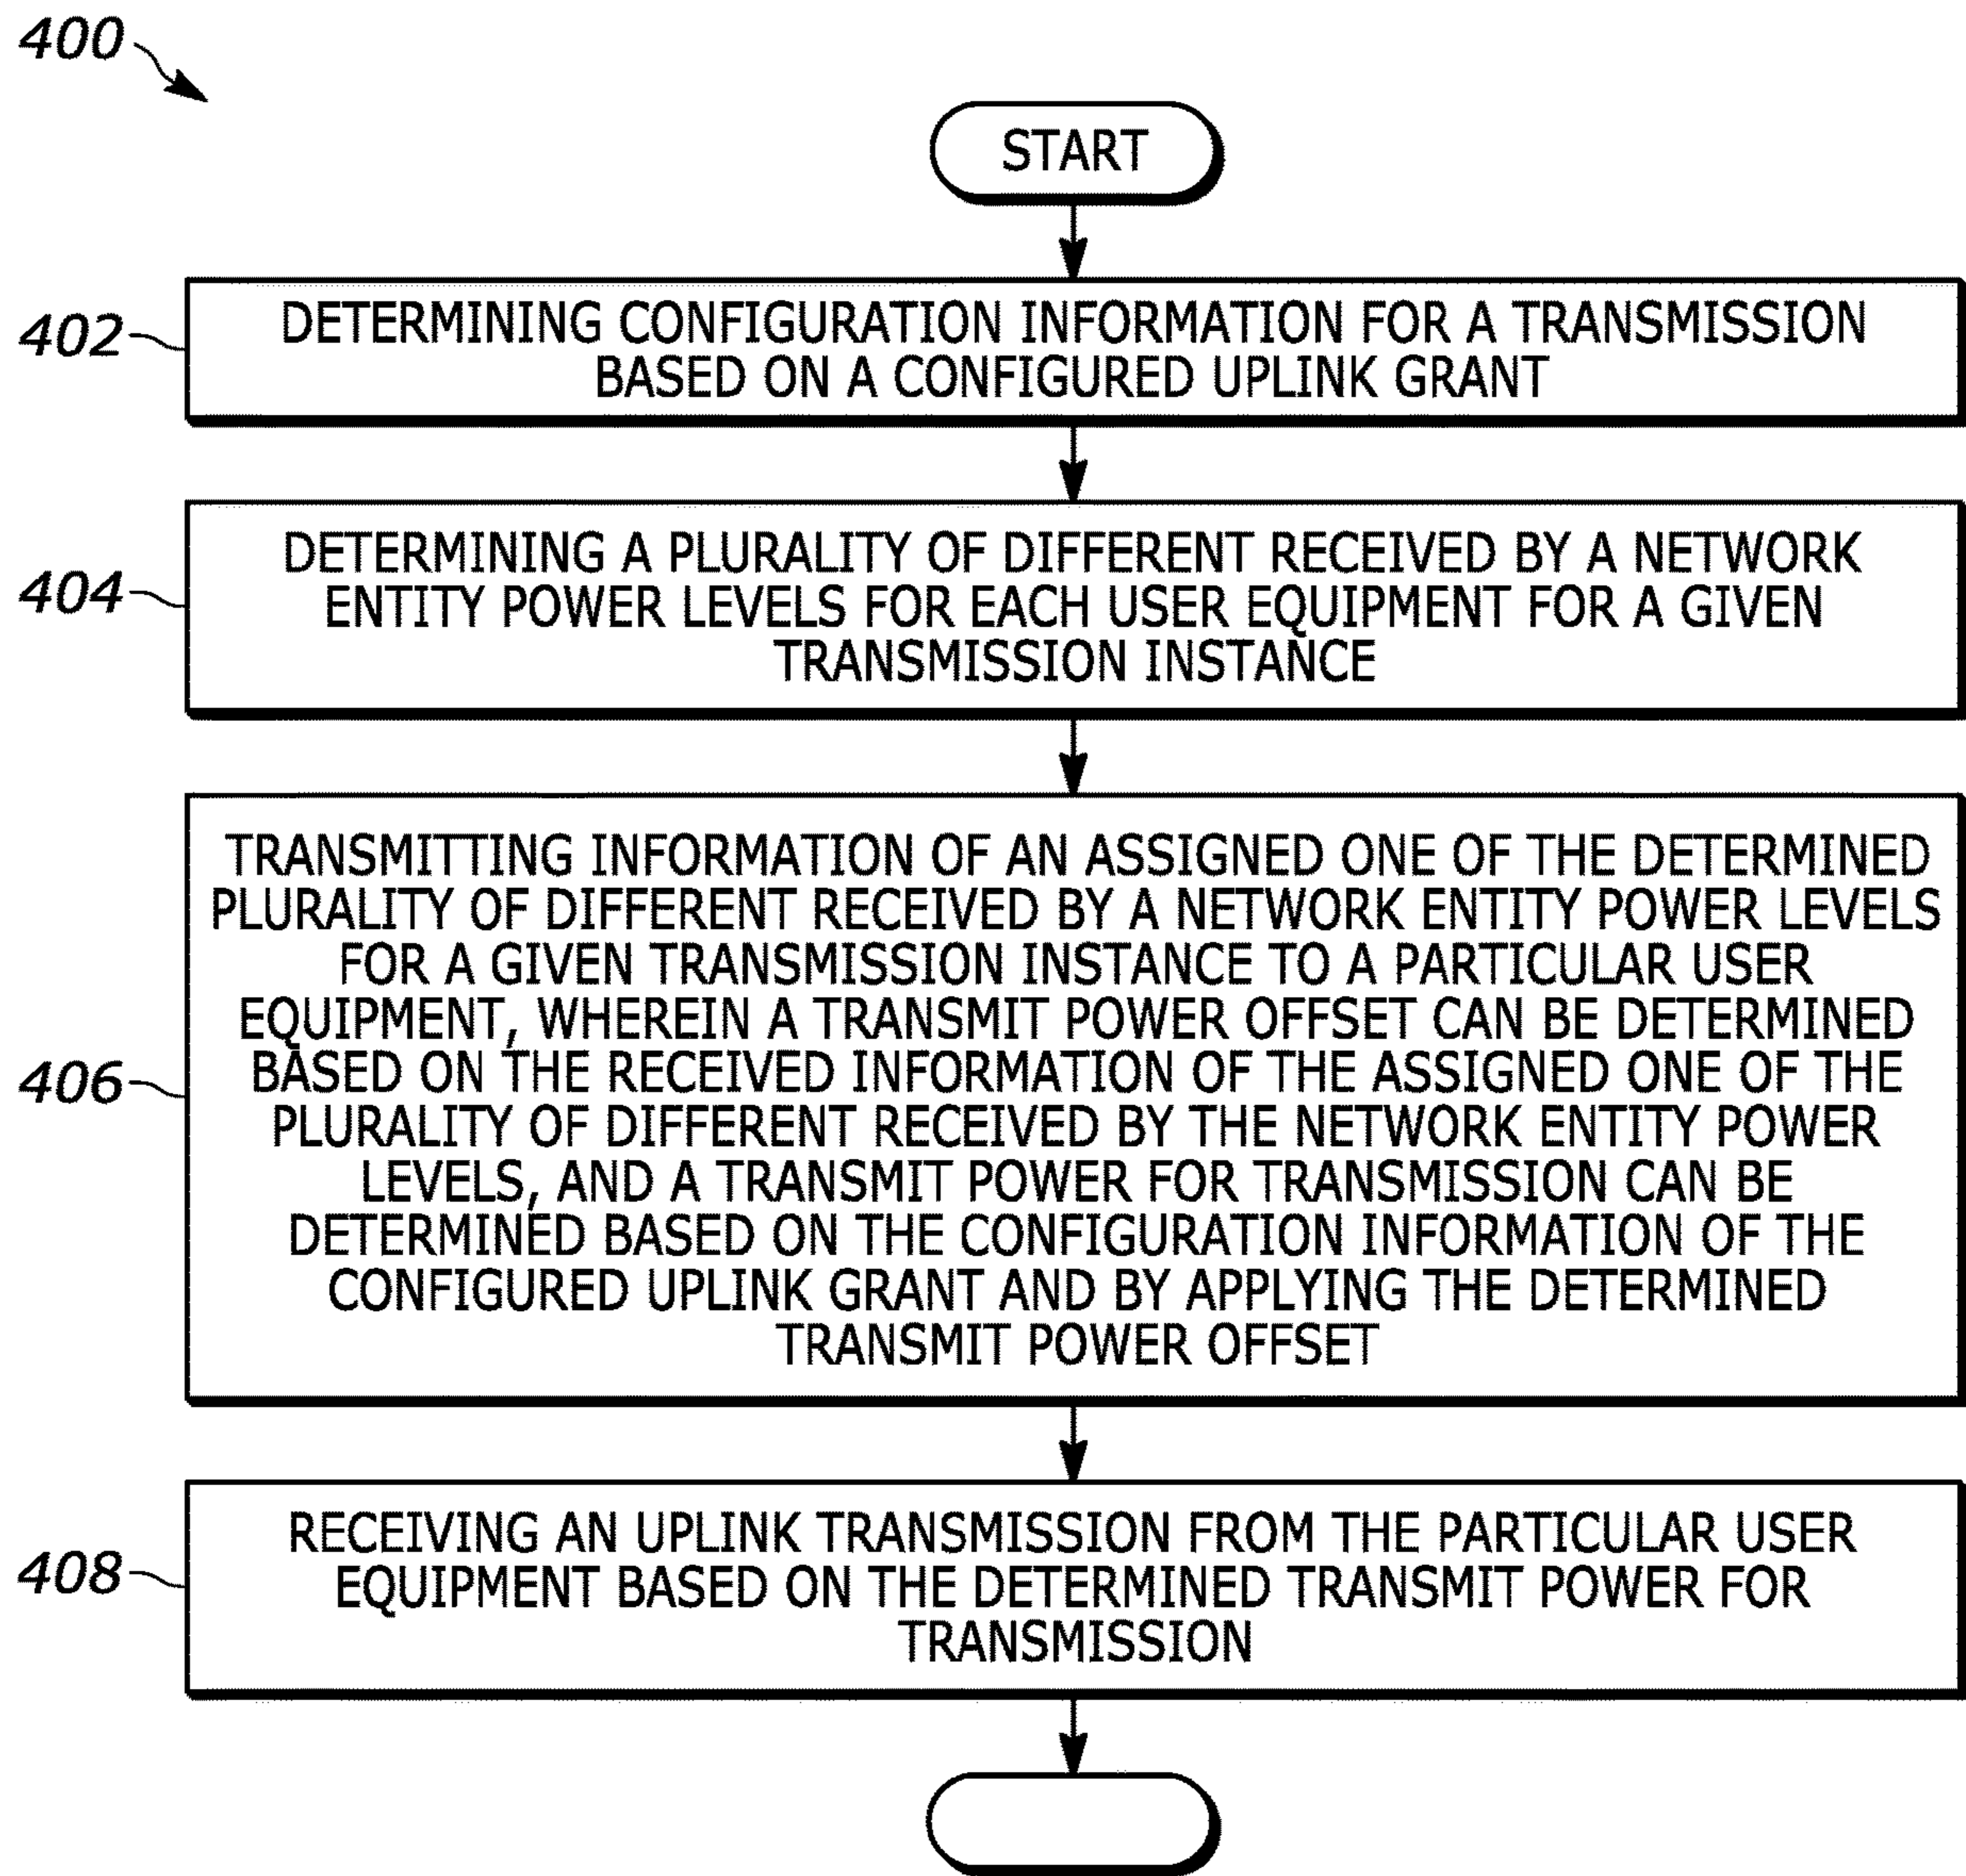 400
START
402
DETERMINING CONFIGURATION INFORMATION FOR A TRANSMISSION
BASED ON A CONFIGURED UPLINK GRANT
404
DETERMINING A PLURALITY OF DIFFERENT RECEIVED BY A NETWORK
ENTITY POWER LEVELS FOR EACH USER EQUIPMENT FOR A GIVEN
TRANSMISSION INSTANCE
406
TRANSMITTING INFORMATION OF AN ASSIGNED ONE OF THE DETERMINED
PLURALITY OF DIFFERENT RECEIVED BY A NETWORK ENTITY POWER LEVELS
FOR A GIVEN TRANSMISSION INSTANCE TO A PARTICULAR USER
EQUIPMENT, WHEREIN A TRANSMIT POWER OFFSET CAN BE DETERMINED
BASED ON THE RECEIVED INFORMATION OF THE ASSIGNED ONE OF THE
PLURALITY OF DIFFERENT RECEIVED BY THE NETWORK ENTITY POWER
LEVELS, AND A TRANSMIT POWER FOR TRANSMISSION CAN BE
DETERMINED BASED ON THE CONFIGURATION INFORMATION OF THE
CONFIGURED UPLINK GRANT AND BY APPLYING THE DETERMINED
TRANSMIT POWER OFFSET
408
RECEIVING AN UPLINK TRANSMISSION FROM THE PARTICULAR USER
EQUIPMENT BASED ON THE DETERMINED TRANSMIT POWER FOR
TRANSMISSION